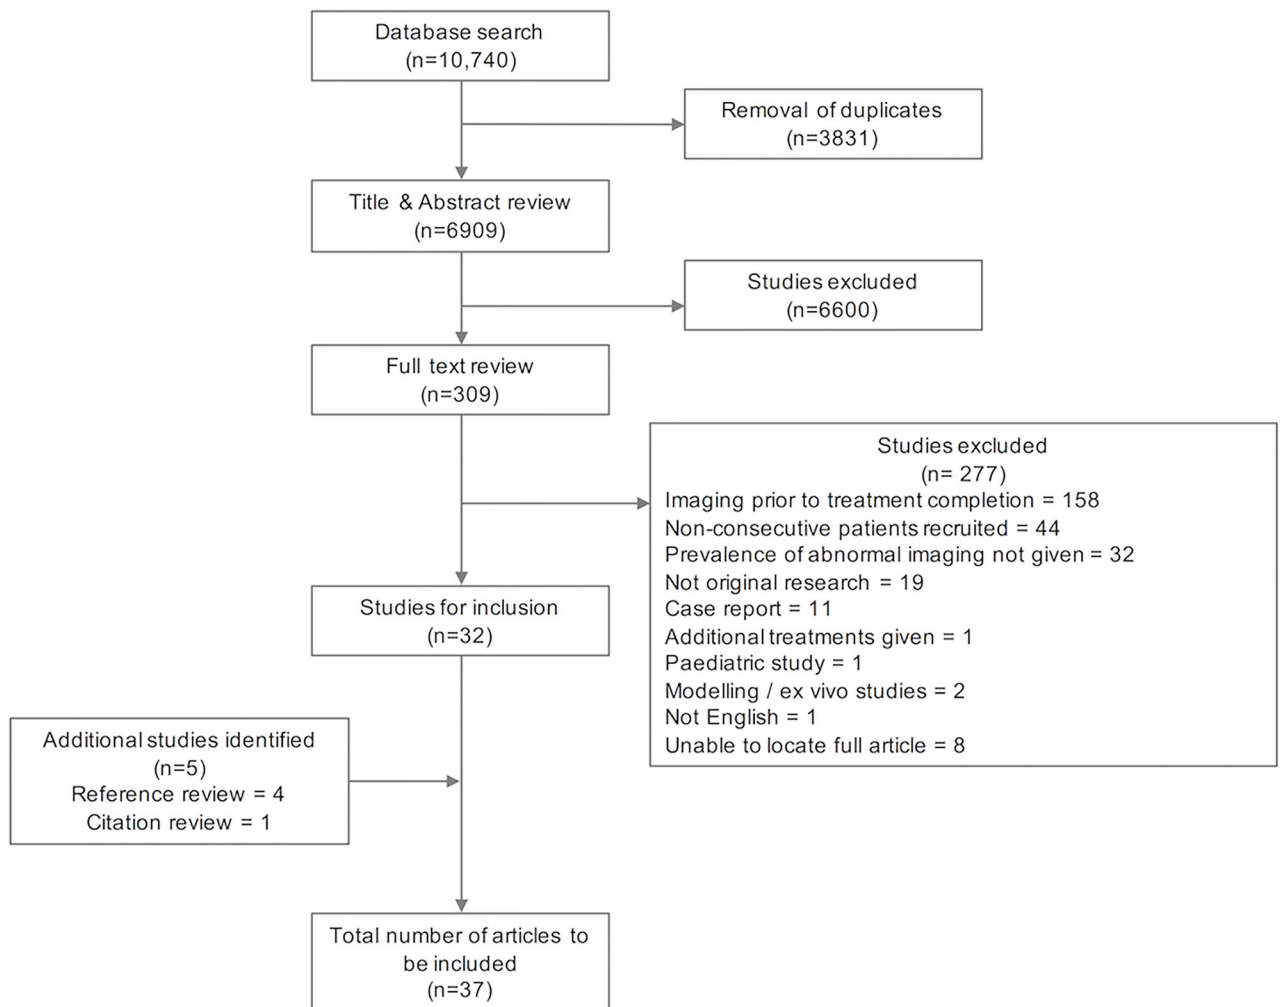 Database search
(n=10,740)
Removal of duplicates
(n=3831)
Title & Abstract review
(n=6909)
Studies excluded
(n=6600)
Full text review
(n=309)
Studies excluded
(n= 277)
Imaging prior to treatment completion = 158
Non-consecutive patients recruited = 44
Prevalence of abnormal imaging not given = 32
Not original research = 19
Case report = 11
Additional treatments given = 1
Paediatric study = 1
Modelling / ex vivo studies = 2
Not English = 1
Unable to locate full article = 8
Studies for inclusion
(n=32)
Additional studies identified
(n=5)
Reference review = 4
Citation review = 1
Total number of articles to
be included
(n=37)